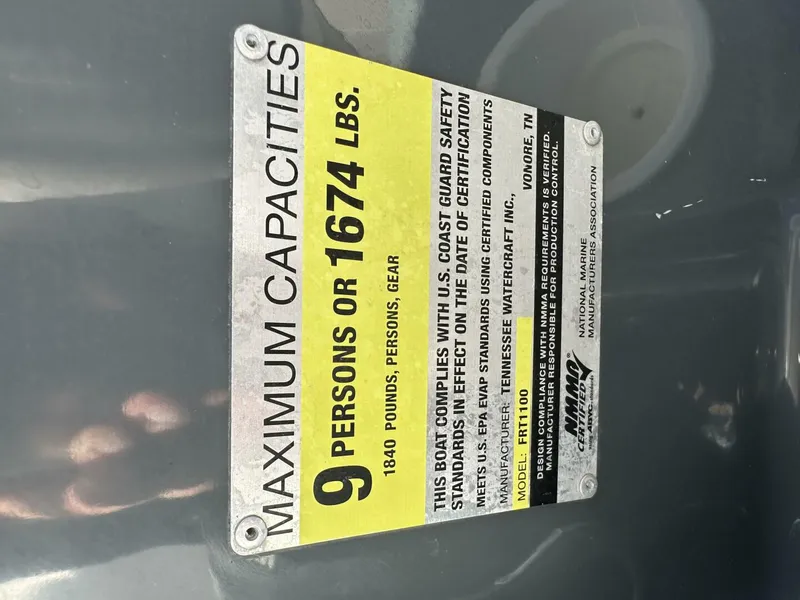 MAXIMUM CAPACITIES
9 PERSONS OR 1674 LBS.
1840 POUNDS, PERSONS, GEAR
THIS BOAT COMPLIES WITH U.S. COAST GUARD SAFETY
STANDARDS IN EFFECT ON THE DATE OF CERTIFICATION
MEETS U.S. EPA EVAP STANDARDS USING CERTIFIED COMPONENTS
MANUFACTURER: TENNESSEE WATERCRAFT INC.,
VONORE, TN
MODEL: FRT1100
DESIGN COMPLIANCE WITH NMMA REQUIREMENTS IS VERIFIED.
MANUFACTURER RESPONSIBLE FOR PRODUCTION CONTROL.
NMMA®
CERTIFIED
using ABYC standards
NATIONAL MARINE
MANUFACTURERS ASSOCIATION